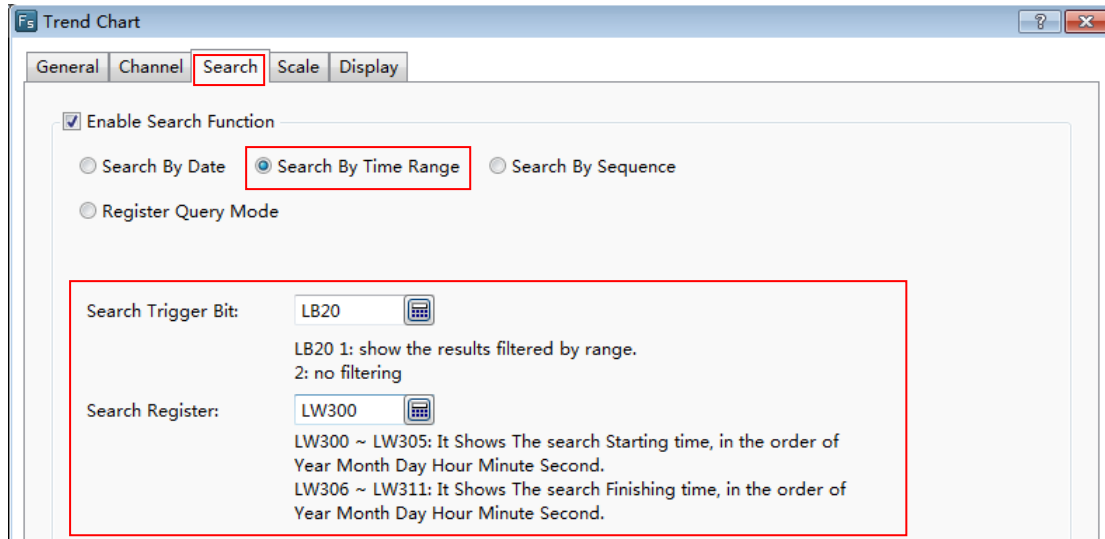 Fs Trend Chart
General Channel Search Scale Display
Enable Search Function
Search By Date Search By Time Range Search By Sequence
Register Query Mode
Search Trigger Bit: LB20
LB20 1: show the results filtered by range.
2: no filtering
Search Register: LW300
LW300 ~ LW305: It Shows The search Starting time, in the order of
Year Month Day Hour Minute Second.
LW306 ~ LW311: It Shows The search Finishing time, in the order of
Year Month Day Hour Minute Second.